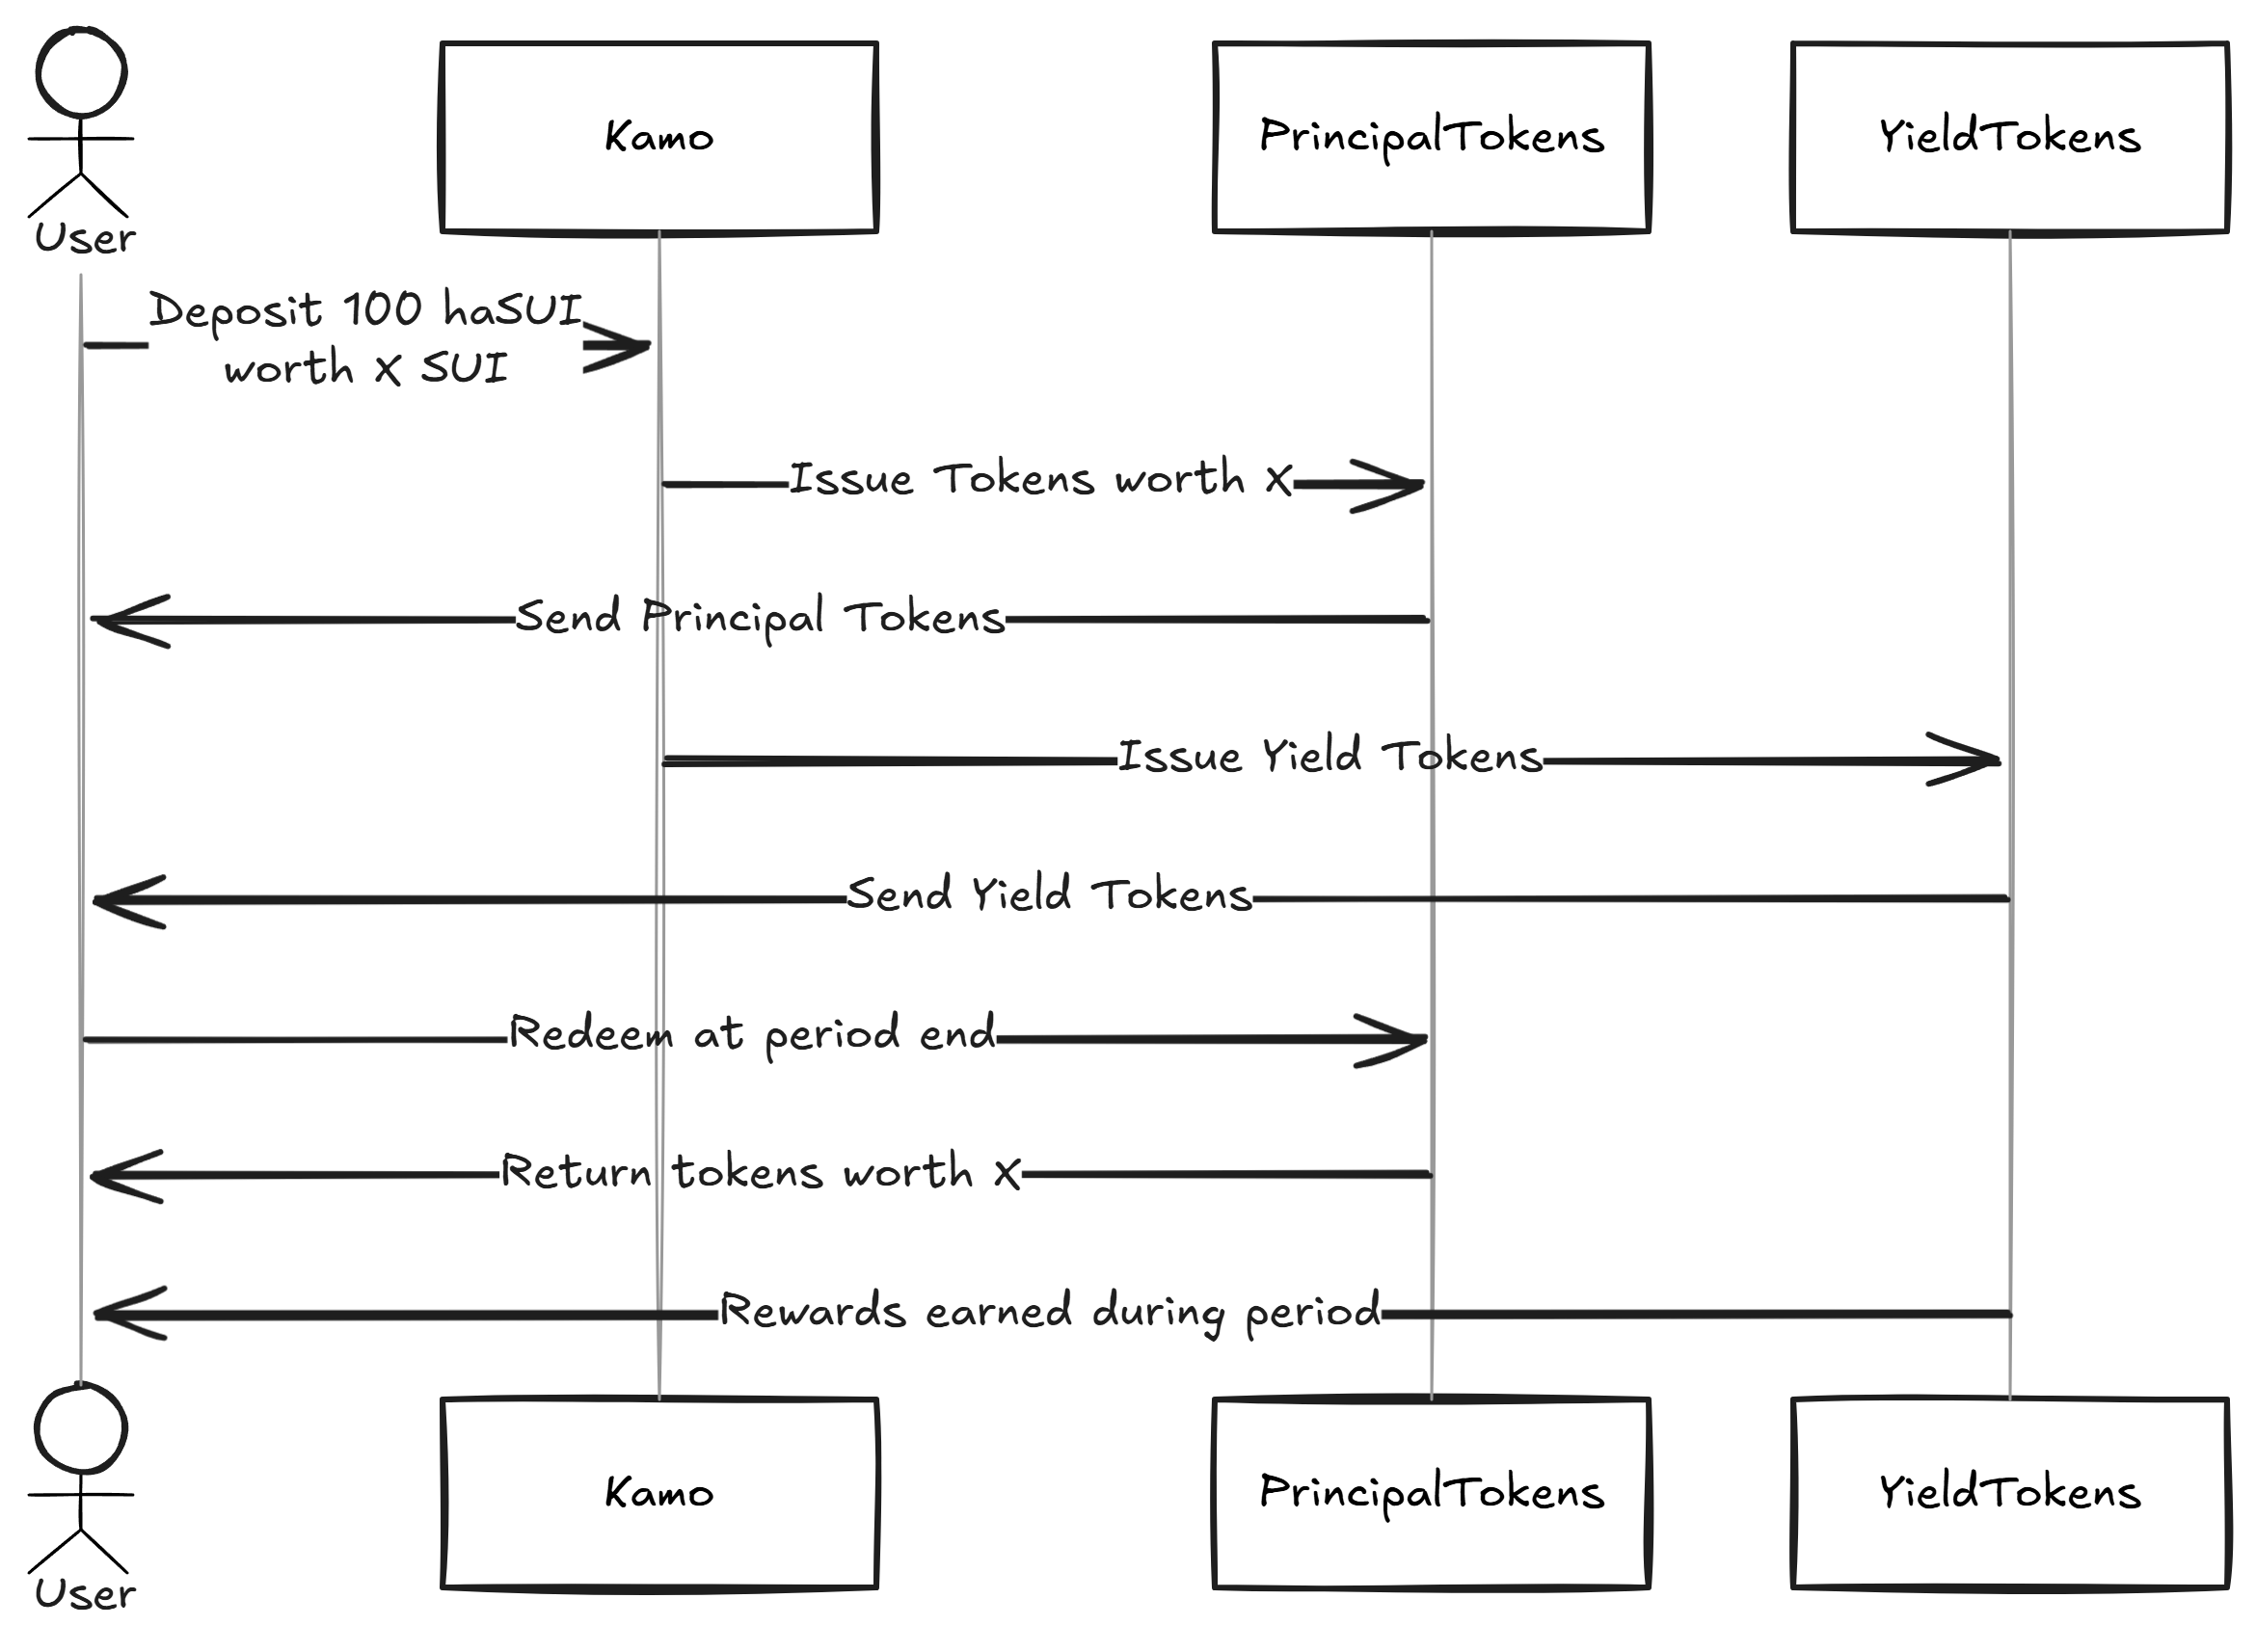 Kamo
PrincipalTokens
YieldTokens
User
Deposit 100 haSUI
worth X SUI
Issue Tokens worth X
Send Principal Tokens
Issue Yield Tokens
Send Yield Tokens
Redeem at period end
Return tokens worth X
Rewards earned during period
Kamo
PrincipalTokens
YieldTokens
User